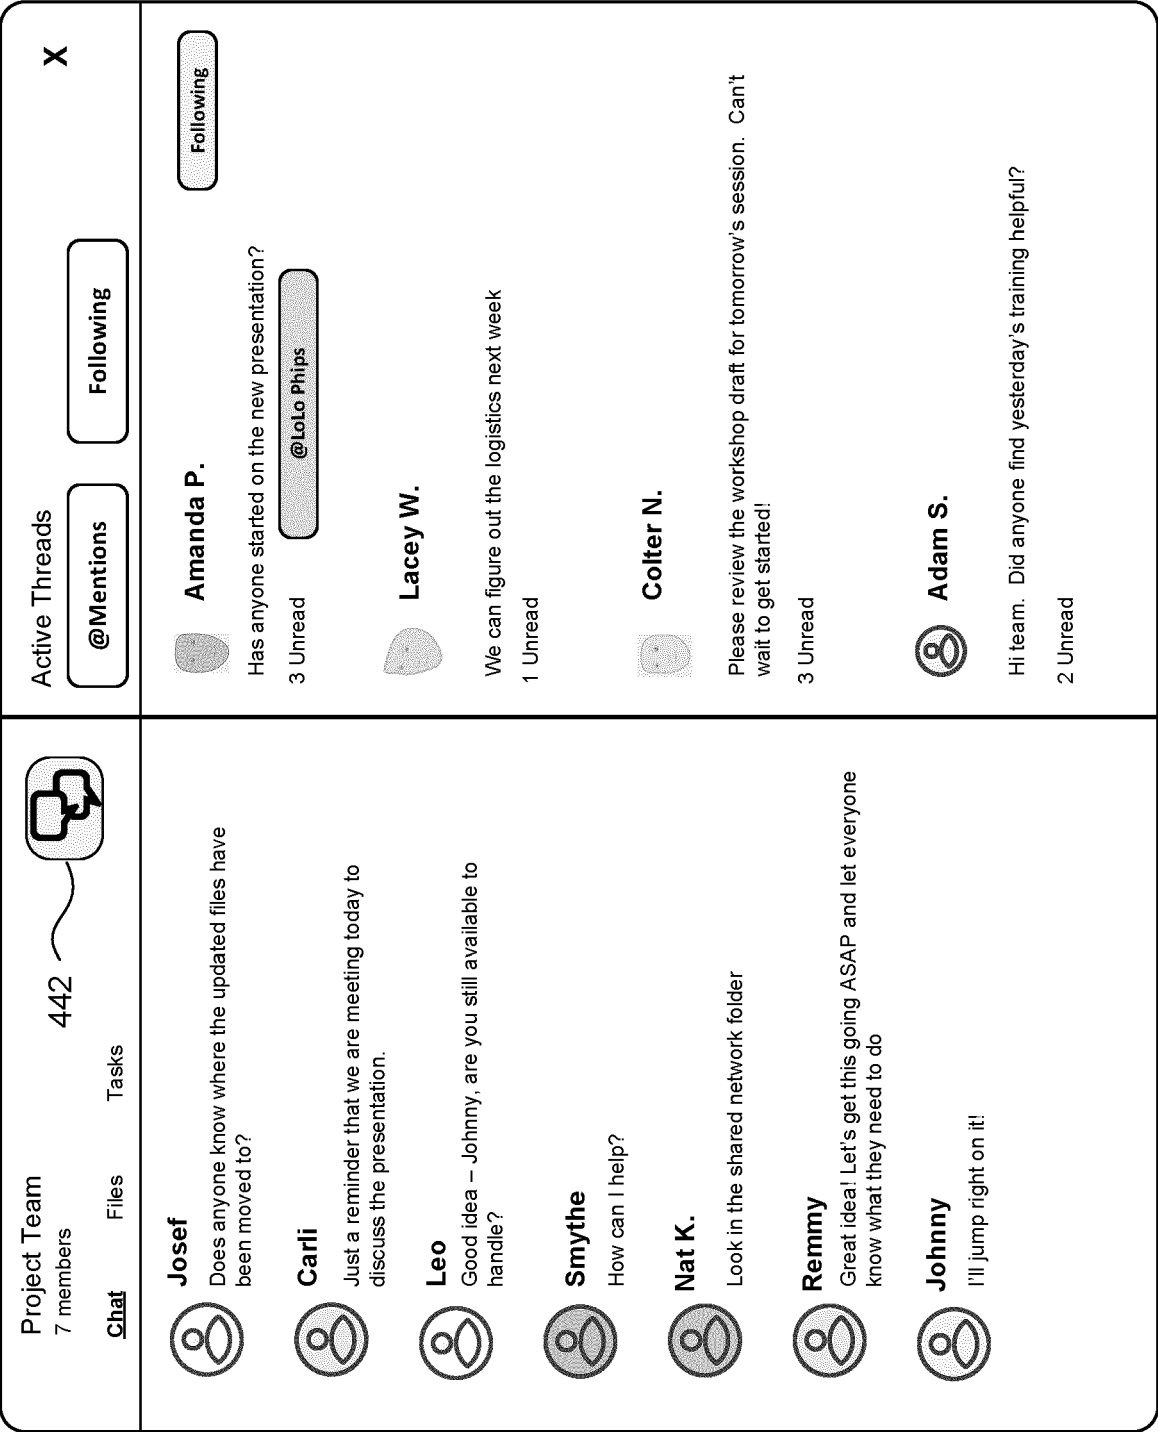 Project Team
7 members
442
Chat Files Tasks
Josef
Does anyone know where the updated files have
been moved to?
Carli
Just a reminder that we are meeting today to
discuss the presentation.
Leo
Good idea – Johnny, are you still available to
handle?
Smythe
How can I help?
Nat K.
Look in the shared network folder
Remmy
Great idea! Let's get this going ASAP and let everyone
know what they need to do
Johnny
I'll jump right on it!
Active Threads
X
@Mentions Following
Amanda P.
Following
Has anyone started on the new presentation?
3 Unread @LoLo Phips
Lacey W.
We can figure out the logistics next week
1 Unread
Colter N.
Please review the workshop draft for tomorrow's session. Can't
wait to get started!
3 Unread
Adam S.
Hi team. Did anyone find yesterday's training helpful?
2 Unread